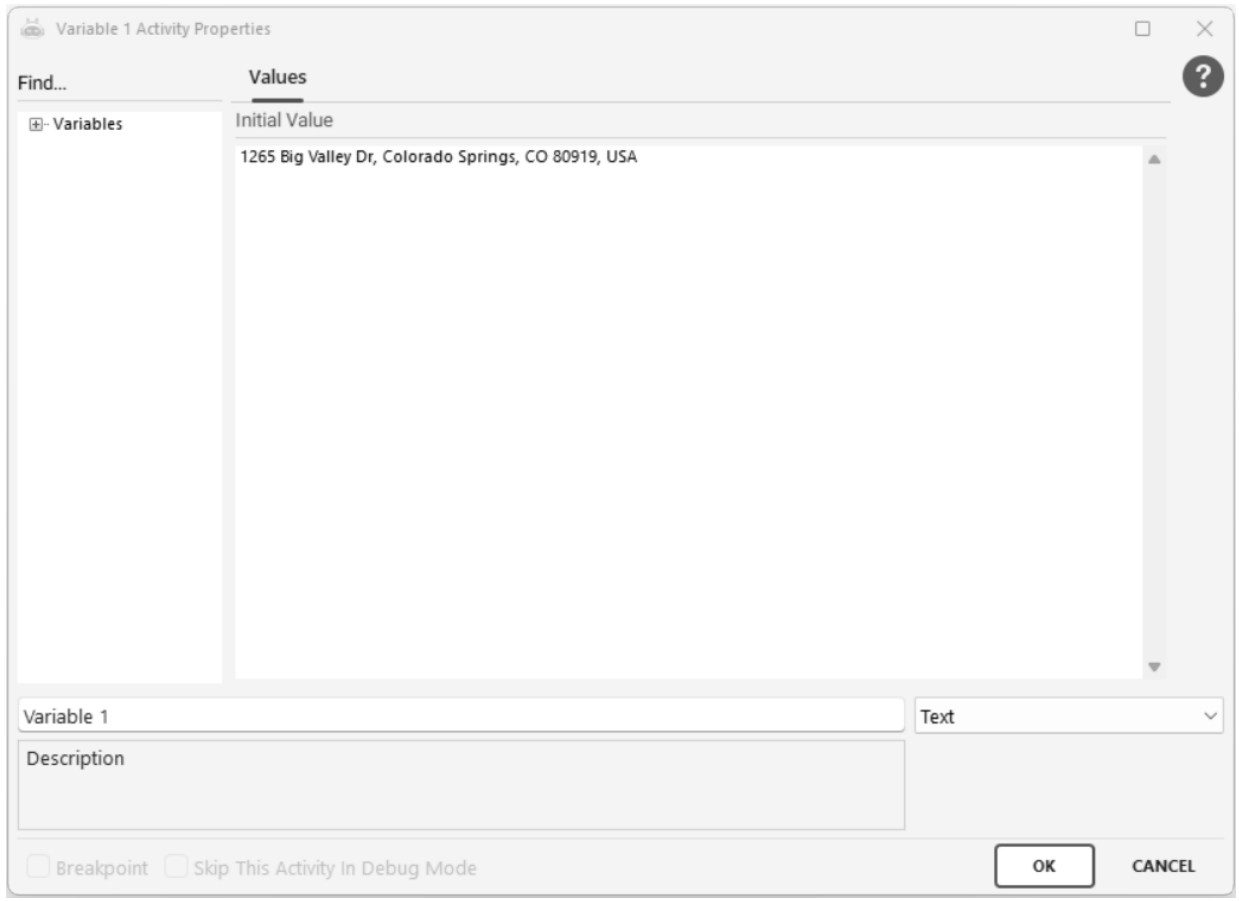 Variable 1 Activity Properties
Find...
Values
?
Variables
Initial Value
1265 Big Valley Dr, Colorado Springs, CO 80919, USA
Variable 1
Text
Description
Breakpoint
Skip This Activity In Debug Mode
OK
CANCEL